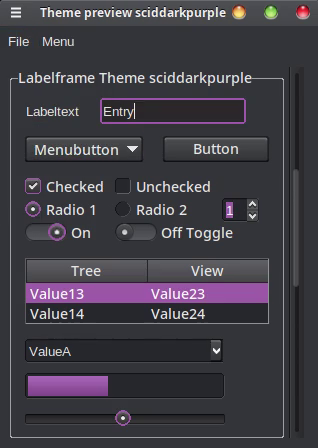 Theme preview sciddarkpurple
File Menu
Labelframe Theme sciddarkpurple
Labeltext Entry
Menubutton Button
Checked Unchecked
Radio 1 Radio 2 1
On Off Toggle
Tree View
Value13 Value23
Value14 Value24
ValueA